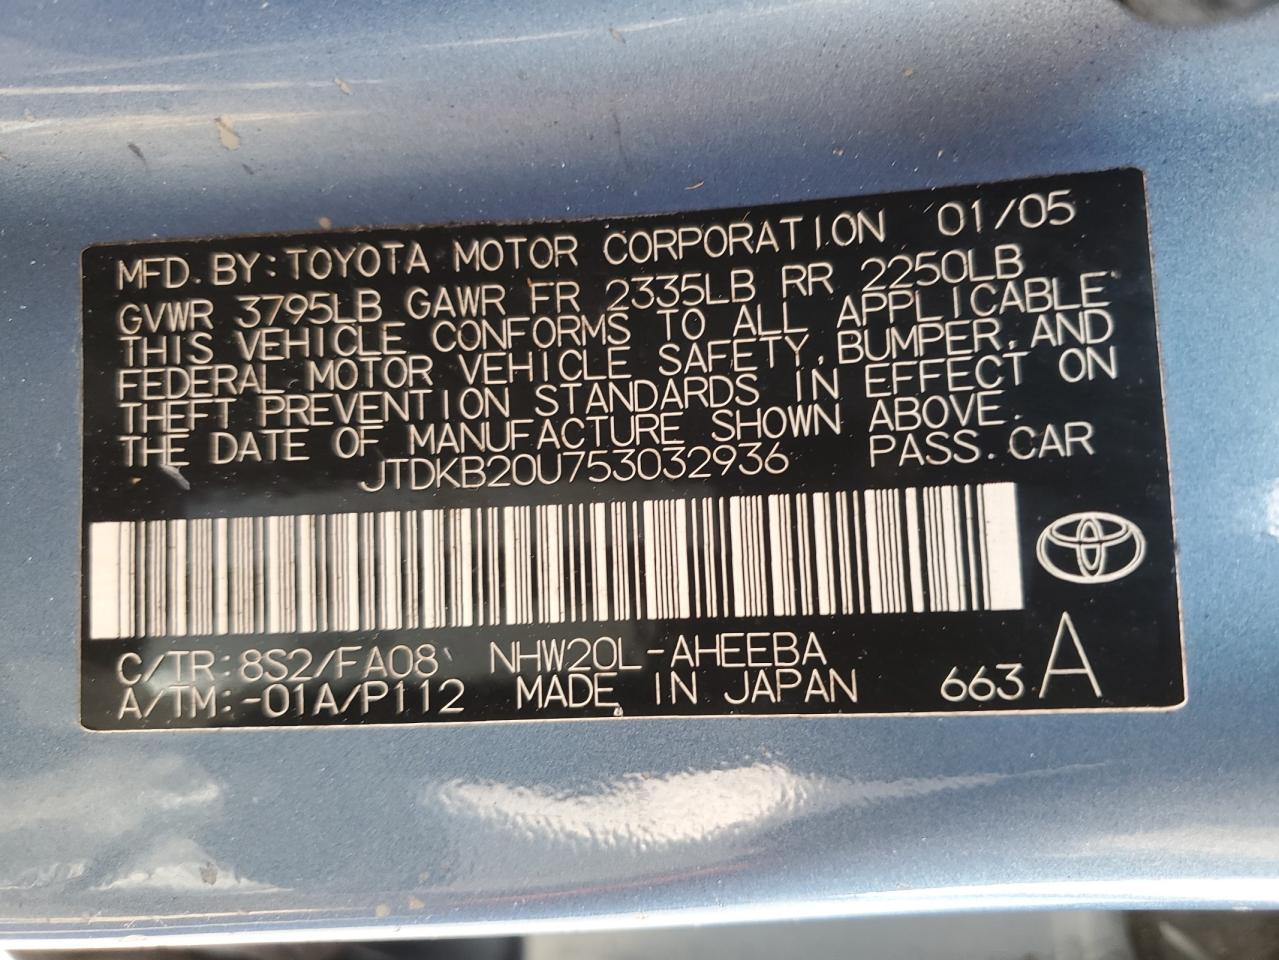 MFD. BY: TOYOTA MOTOR CORPORATION 01/05
GVWR 3795LB GAWR FR 2335LB RR 2250LB
THIS VEHICLE CONFORMS TO ALL APPLICABLE
FEDERAL MOTOR VEHICLE SAFETY, BUMPER, AND
THEFT PREVENTION STANDARDS IN EFFECT ON
THE DATE OF MANUFACTURE SHOWN ABOVE.
JTDKB20U753032936 PASS. CAR
C/TR: 8S2/FA08 NHW20L-AHEEBA
A/TM: -01A/P112 MADE IN JAPAN 663 A